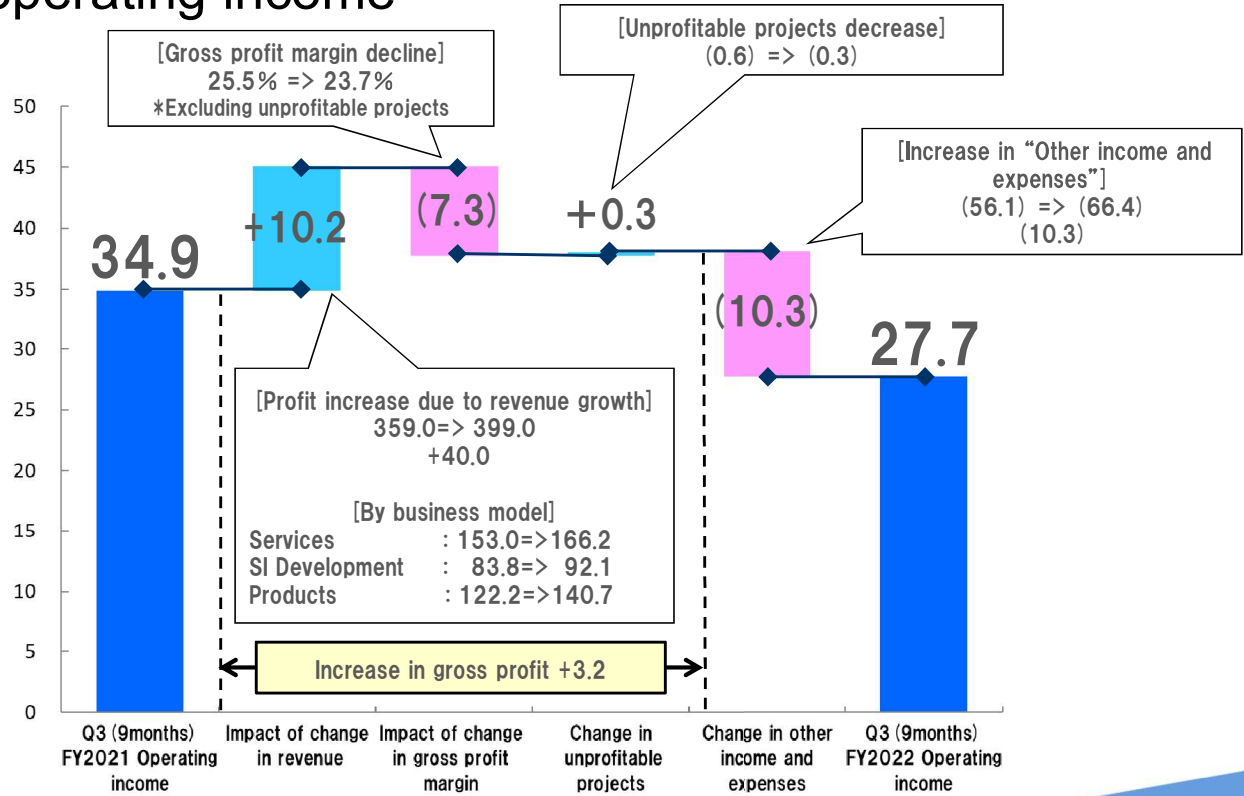 operating Income
[Gross profit margin decline]
25.5% => 23.7%
*Excluding unprofitable projects
[Unprofitable projects decrease]
(0.6) => (0.3)
[Increase in “Other income and
expenses”]
(56.1) => (66.4)
(10.3)
50
45
40
35
30
25
20
15
10
5
0
34.9
+10.2
(7.3)
+0.3
(10.3)
27.7
[Profit increase due to revenue growth]
359.0=> 399.0
+40.0
[By business model]
Services : 153.0=>166.2
SI Development : 83.8=> 92.1
Products : 122.2=>140.7
Increase in gross profit +3.2
Q3 (9months)
FY2021 Operating
income
Impact of change
in revenue
Impact of change
in gross profit
margin
Change in
unprofitable
projects
Change in other
income and
expenses
Q3 (9months)
FY2022 Operating
income